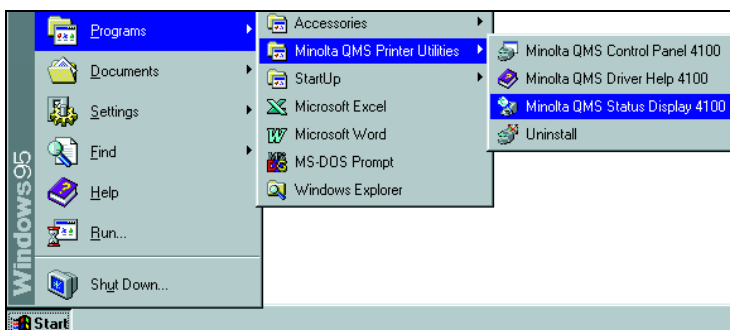 Programs
Documents
Settings
Find
Help
Run...
Shut Down...
Windows95
Start
Accessories
Minolta QMS Printer Utilities
StartUp
Microsoft Excel
Microsoft Word
MS-DOS Prompt
Windows Explorer
Minolta QMS Control Panel 4100
Minolta QMS Driver Help 4100
Minolta QMS Status Display 4100
Uninstall